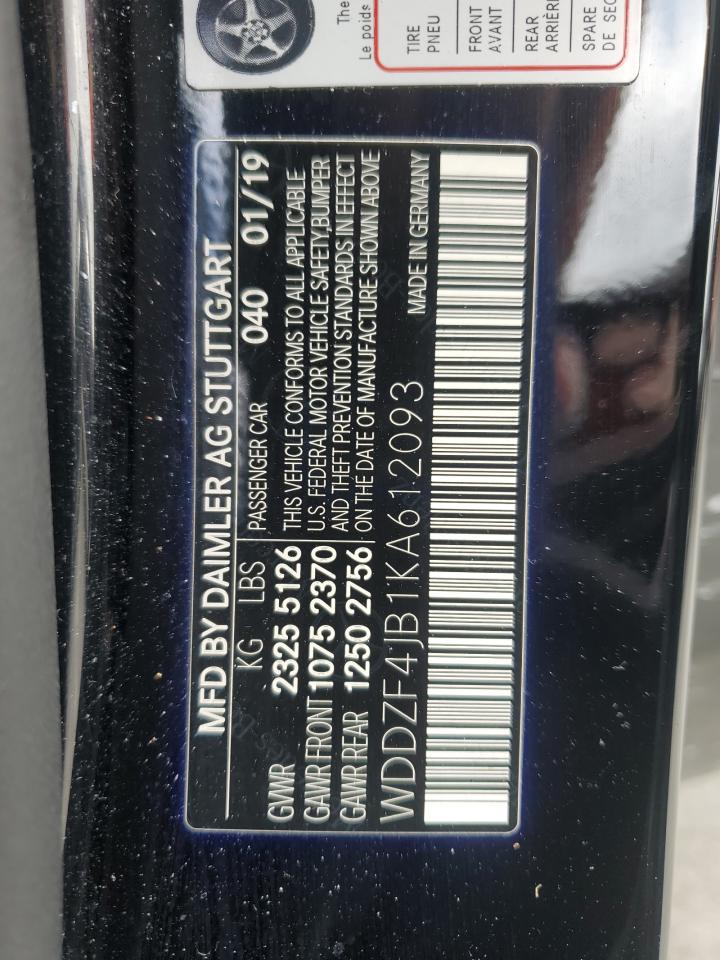 The
Le poids
TIRE
PNEU
FRONT
AVANT
REAR
SPARE
MFD BY DAIMLER AG STUTTGART
KG LBS PASSENGER CAR 040 01/19
GVWR 2325 5126 THIS VEHICLE CONFORMS TO ALL APPLICABLE
GAWR FRONT 1075 2370 U.S. FEDERAL MOTOR VEHICLE SAFETY,BUMPER
GAWR REAR 1250 2756 AND THEFT PREVENTION STANDARDS IN EFFECT
ON THE DATE OF MANUFACTURE SHOWN ABOVE
WDDZF4JB1KA612093 MADE IN GERMANY